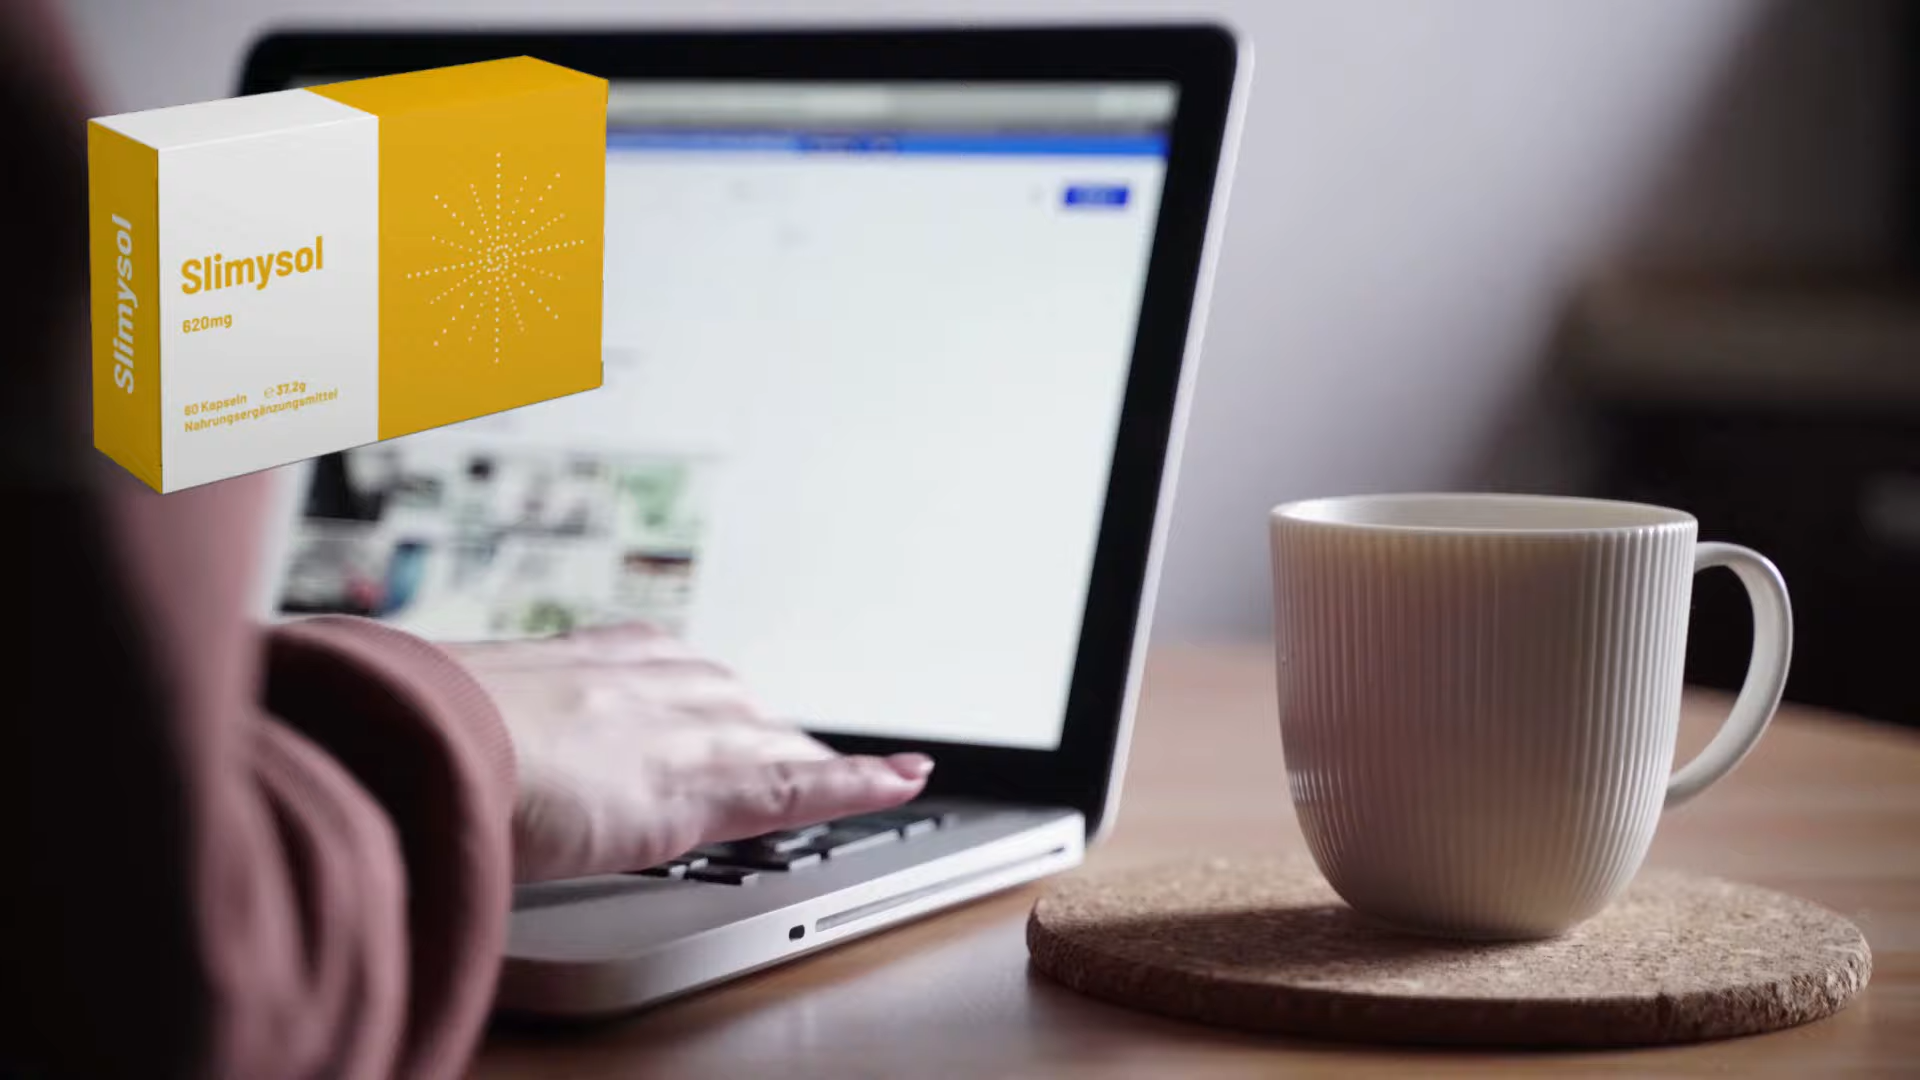 Slimysol
Slimysol
620mg
60 Kapseln ℮ 37,2g
Nahrungsergänzungsmittel